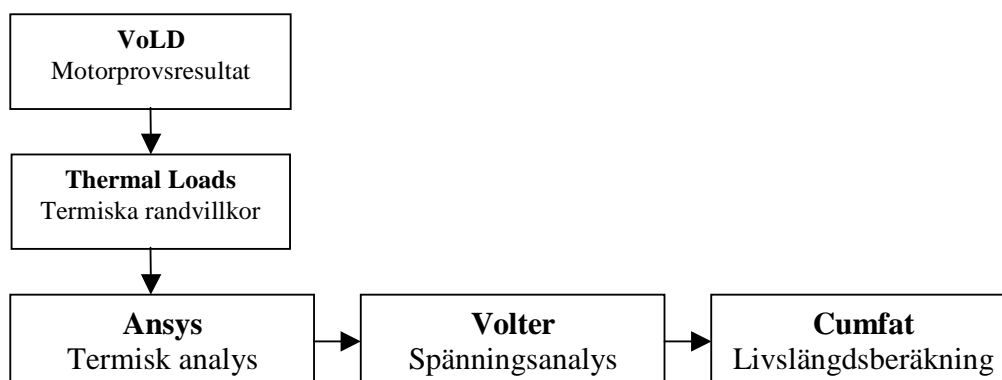 VoLD
Motorprovsresultat
Thermal Loads
Termiska randvillkor
Ansys
Termisk analys
Volter
Spänningsanalys
Cumfat
Livslängdsberäkning